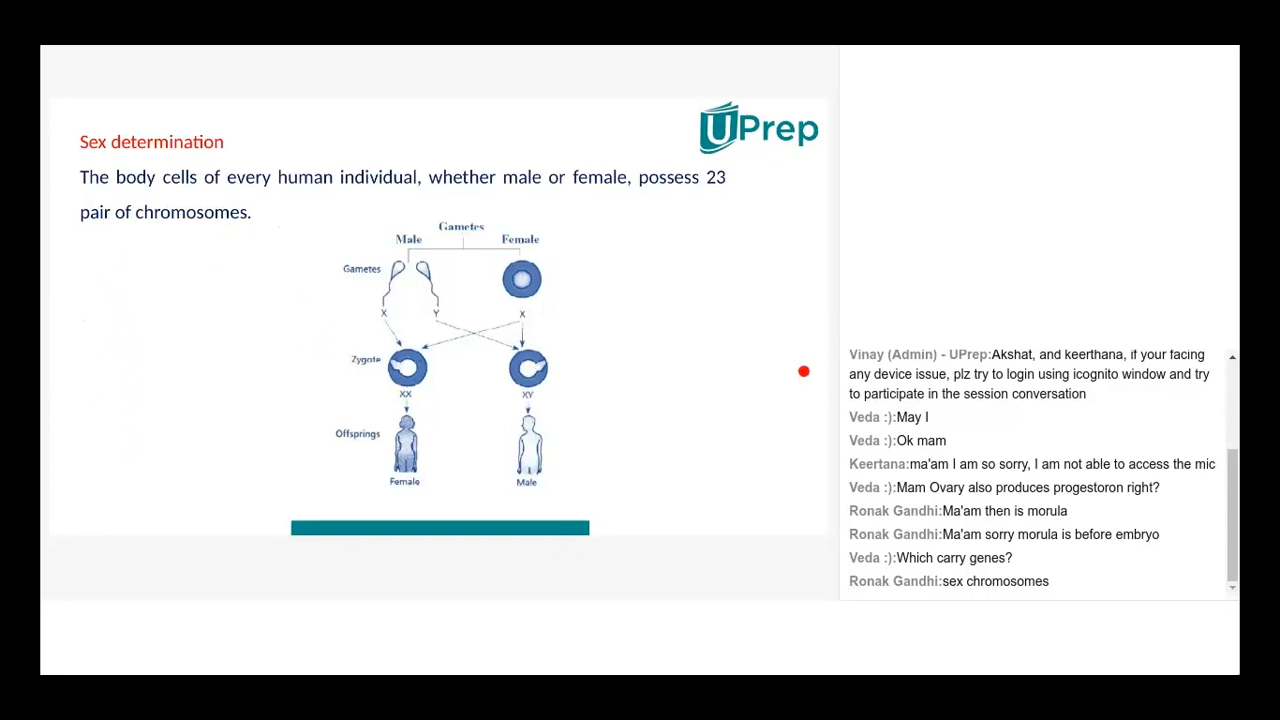 UPrep
Sex determination
The body cells of every human individual, whether male or female, possess 23
pair of chromosomes.
Gametes
Male Female
Gametes
X Y X
Zygote
XX XY
Offsprings
Female Male
Vinay (Admin) - UPrep:Akshat, and keerthana, if your facing
any device issue, plz try to login using icognito window and try
to participate in the session conversation
Veda :):May I
Veda :):Ok mam
Keertana:ma'am I am so sorry, I am not able to access the mic
Veda :):Mam Ovary also produces progestoron right?
Ronak Gandhi:Ma'am then is morula
Ronak Gandhi:Ma'am sorry morula is before embryo
Veda :):Which carry genes?
Ronak Gandhi:sex chromosomes